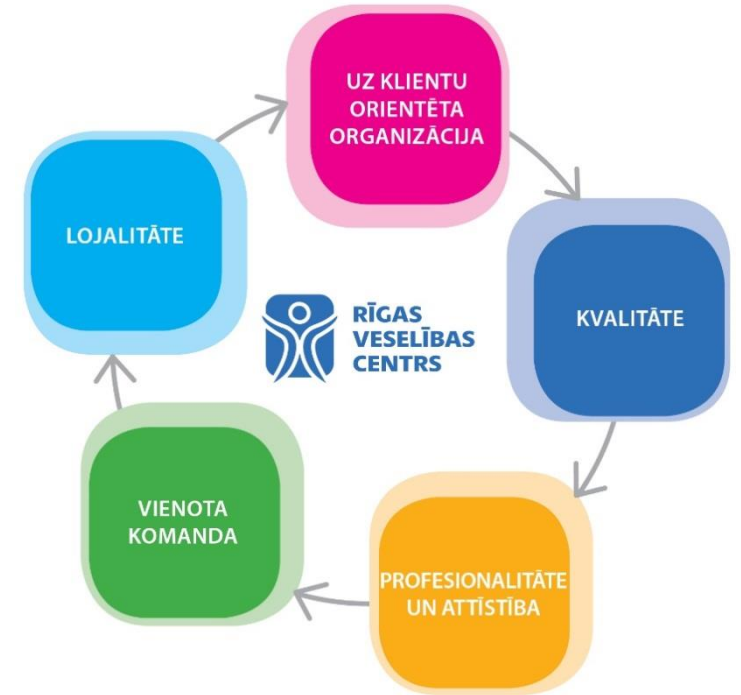 UZ KLIENTU
ORIENTĒTA
ORGANIZĀCIJA
KVALITĀTE
PROFESIONALITĀTE
UN ATTĪSTĪBA
VIENOTA
KOMANDA
LOJALITĀTE
RĪGAS
VESELĪBAS
CENTRS